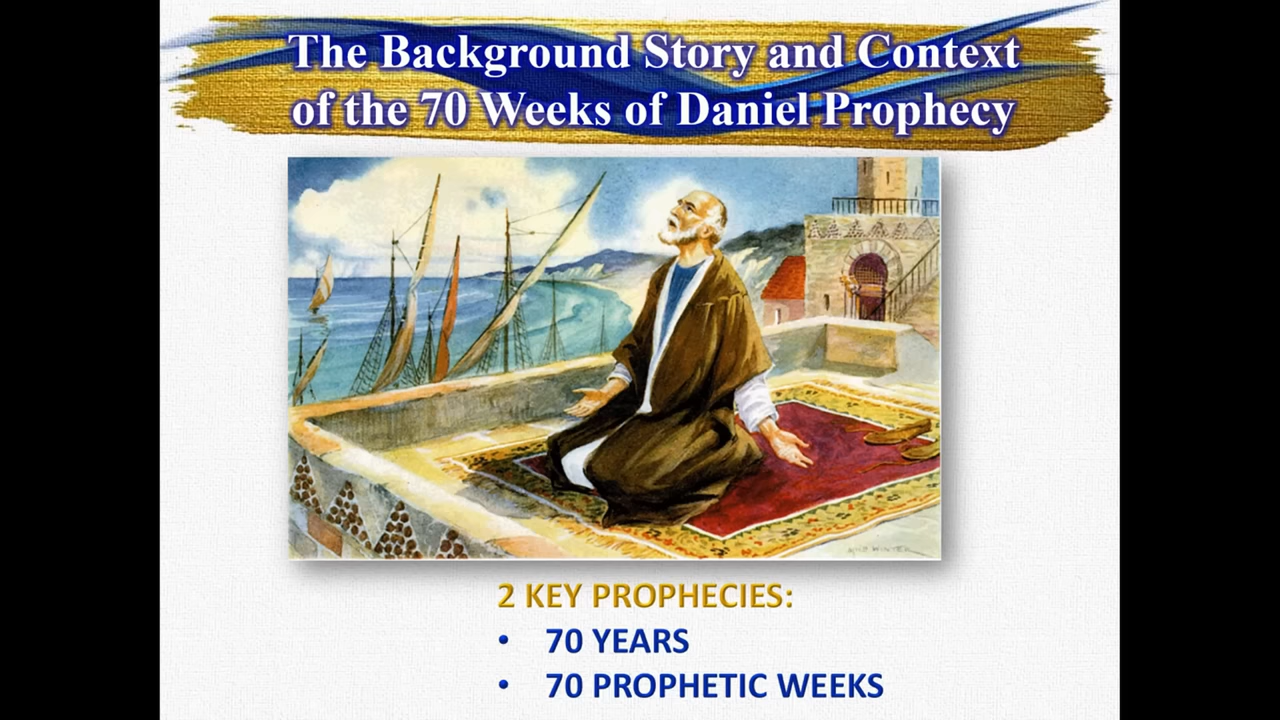 The Background Story and Context
of the 70 Weeks of Daniel Prophecy
2 KEY PROPHECIES:
• 70 YEARS
• 70 PROPHETIC WEEKS